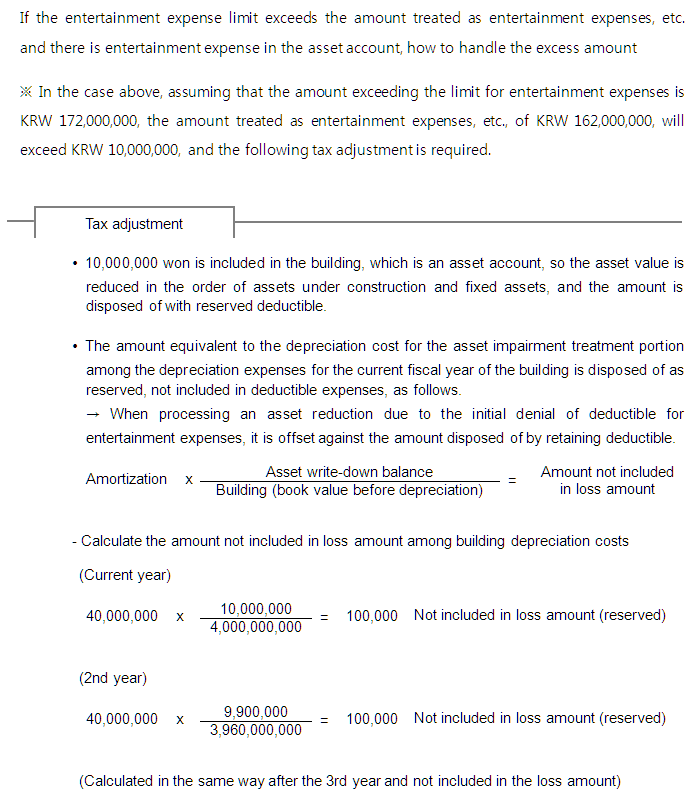 If the entertainment expense limit exceeds the amount treated as entertainment expenses, etc.
and there is entertainment expense in the asset account, how to handle the excess amount
※ In the case above, assuming that the amount exceeding the limit for entertainment expenses is
KRW 172,000,000, the amount treated as entertainment expenses, etc., of KRW 162,000,000, will
exceed KRW 10,000,000, and the following tax adjustment is required.
Tax adjustment
• 10,000,000 won is included in the building, which is an asset account, so the asset value is
reduced in the order of assets under construction and fixed assets, and the amount is
disposed of with reserved deductible.
• The amount equivalent to the depreciation cost for the asset impairment treatment portion
among the depreciation expenses for the current fiscal year of the building is disposed of as
reserved, not included in deductible expenses, as follows.
→ When processing an asset reduction due to the initial denial of deductible for
entertainment expenses, it is offset against the amount disposed of by retaining deductible.
Amortization x Asset write-down balance = Amount not included
Building (book value before depreciation) in loss amount
- Calculate the amount not included in loss amount among building depreciation costs
(Current year)
40,000,000 x 10,000,000 = 100,000 Not included in loss amount (reserved)
4,000,000,000
(2nd year)
40,000,000 x 9,900,000 = 100,000 Not included in loss amount (reserved)
3,960,000,000
(Calculated in the same way after the 3rd year and not included in the loss amount)